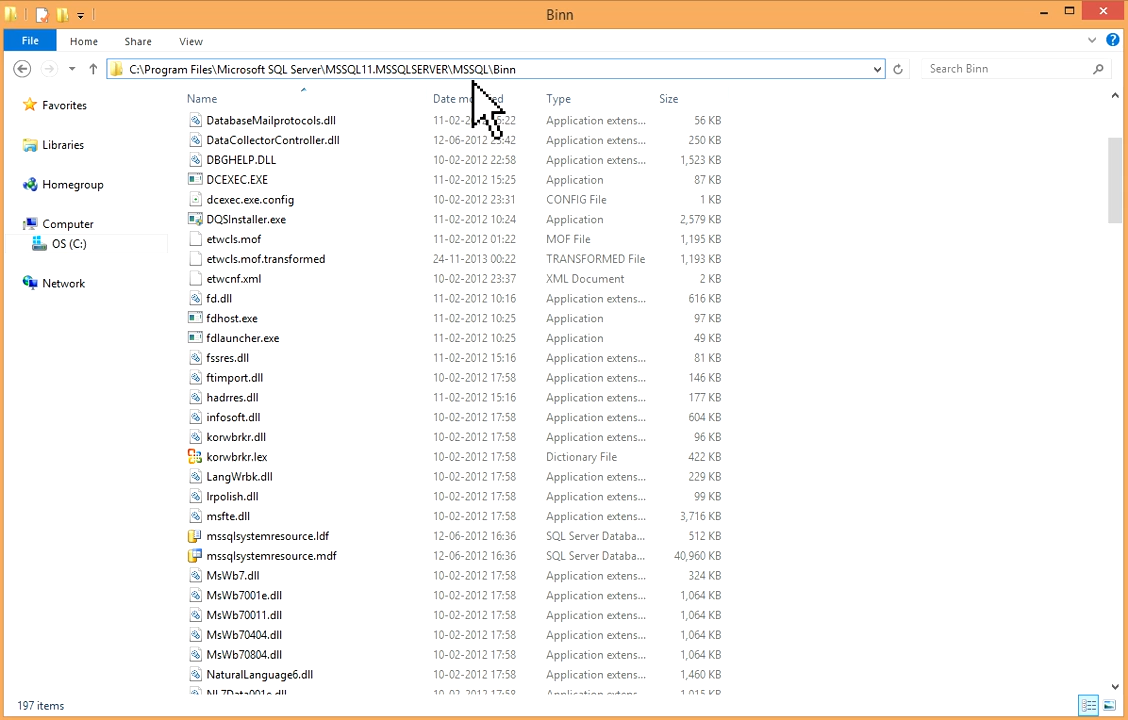 Binn
File Home Share View
C:\Program Files\Microsoft SQL Server\MSSQL11.MSSQLSERVER\MSSQL\Binn Search Binn
Favorites
Libraries
Homegroup
Computer
OS (C:)
Network
Name Type Size
DatabaseMailprotocols.dll Application extens... 56 KB
DataCollectorController.dll 12-06-2012 23:42 Application extens... 250 KB
DBGHELP.DLL 10-02-2012 22:58 Application extens... 1,523 KB
DCEXEC.EXE 11-02-2012 15:25 Application 87 KB
dcexec.exe.config 10-02-2012 23:31 CONFIG File 1 KB
DQSInstaller.exe 11-02-2012 10:24 Application 2,579 KB
etwcls.mof 11-02-2012 01:22 MOF File 1,195 KB
etwcls.mof.transformed 24-11-2013 00:22 TRANSFORMED File 1,193 KB
etwcnf.xml 10-02-2012 23:37 XML Document 2 KB
fd.dll 11-02-2012 10:16 Application extens... 616 KB
fdhost.exe 11-02-2012 10:25 Application 97 KB
fdlauncher.exe 11-02-2012 10:25 Application 49 KB
fssres.dll 11-02-2012 15:16 Application extens... 81 KB
ftimport.dll 10-02-2012 17:58 Application extens... 146 KB
hadrres.dll 11-02-2012 15:16 Application extens... 177 KB
infosoft.dll 10-02-2012 17:58 Application extens... 604 KB
korwbrkr.dll 10-02-2012 17:58 Application extens... 96 KB
korwbrkr.lex 10-02-2012 17:58 Dictionary File 422 KB
LangWrbk.dll 10-02-2012 17:58 Application extens... 229 KB
lrpolish.dll 10-02-2012 17:58 Application extens... 99 KB
msfte.dll 10-02-2012 17:58 Application extens... 3,716 KB
mssqlsystemresource.ldf 12-06-2012 16:36 SQL Server Databa... 512 KB
mssqlsystemresource.mdf 12-06-2012 16:36 SQL Server Databa... 40,960 KB
MsWb7.dll 10-02-2012 17:58 Application extens... 324 KB
MsWb7001e.dll 10-02-2012 17:58 Application extens... 1,064 KB
MsWb70011.dll 10-02-2012 17:58 Application extens... 1,064 KB
MsWb70404.dll 10-02-2012 17:58 Application extens... 1,064 KB
MsWb70804.dll 10-02-2012 17:58 Application extens... 1,064 KB
NaturalLanguage6.dll 10-02-2012 17:58 Application extens... 1,460 KB
197 items